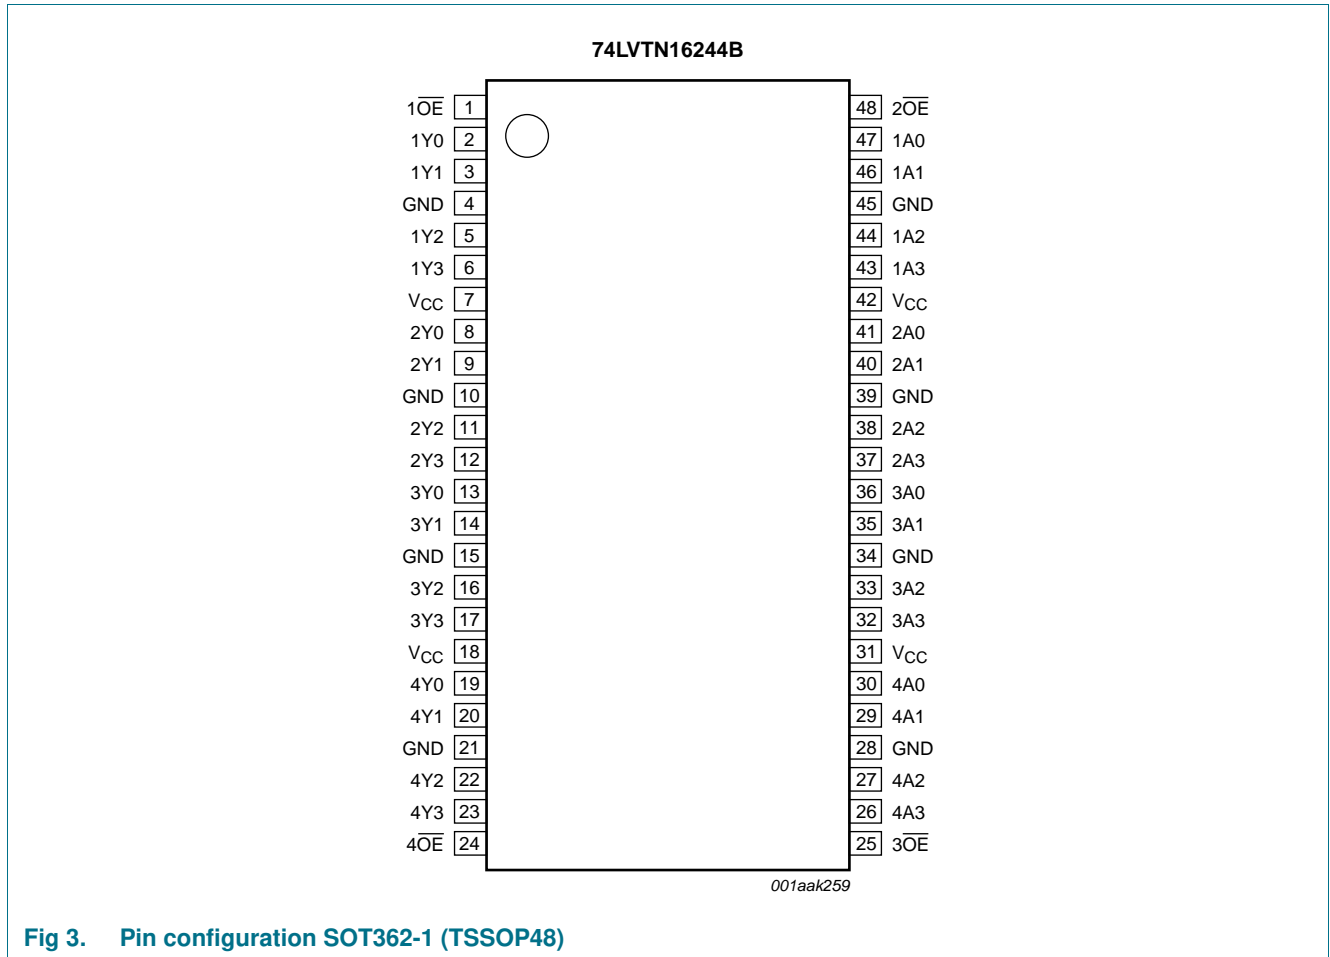 74LVTN16244B
1O̅E̅ 1 48 2O̅E̅
1Y0 2 47 1A0
1Y1 3 46 1A1
GND 4 45 GND
1Y2 5 44 1A2
1Y3 6 43 1A3
VCC 7 42 VCC
2Y0 8 41 2A0
2Y1 9 40 2A1
GND 10 39 GND
2Y2 11 38 2A2
2Y3 12 37 2A3
3Y0 13 36 3A0
3Y1 14 35 3A1
GND 15 34 GND
3Y2 16 33 3A2
3Y3 17 32 3A3
VCC 18 31 VCC
4Y0 19 30 4A0
4Y1 20 29 4A1
GND 21 28 GND
4Y2 22 27 4A2
4Y3 23 26 4A3
4O̅E̅ 24 25 3O̅E̅
001aak259
Fig 3. Pin configuration SOT362-1 (TSSOP48)